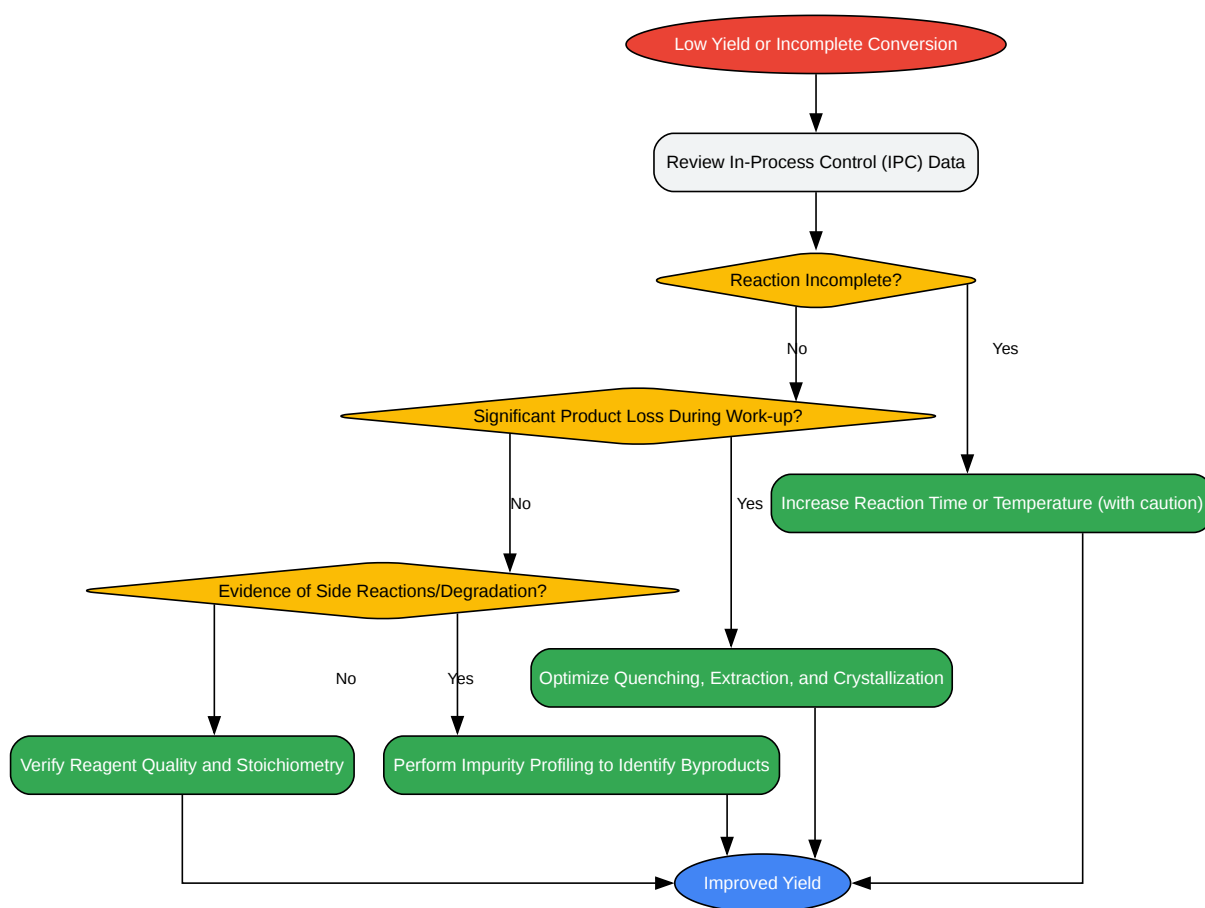 Low Yield or Incomplete Conversion
Review In-Process Control (IPC) Data
Reaction Incomplete?
No
Yes
Significant Product Loss During Work-up?
No
Yes
Increase Reaction Time or Temperature (with caution)
Evidence of Side Reactions/Degradation?
No
Yes
Optimize Quenching, Extraction, and Crystallization
Verify Reagent Quality and Stoichiometry
Perform Impurity Profiling to Identify Byproducts
Improved Yield